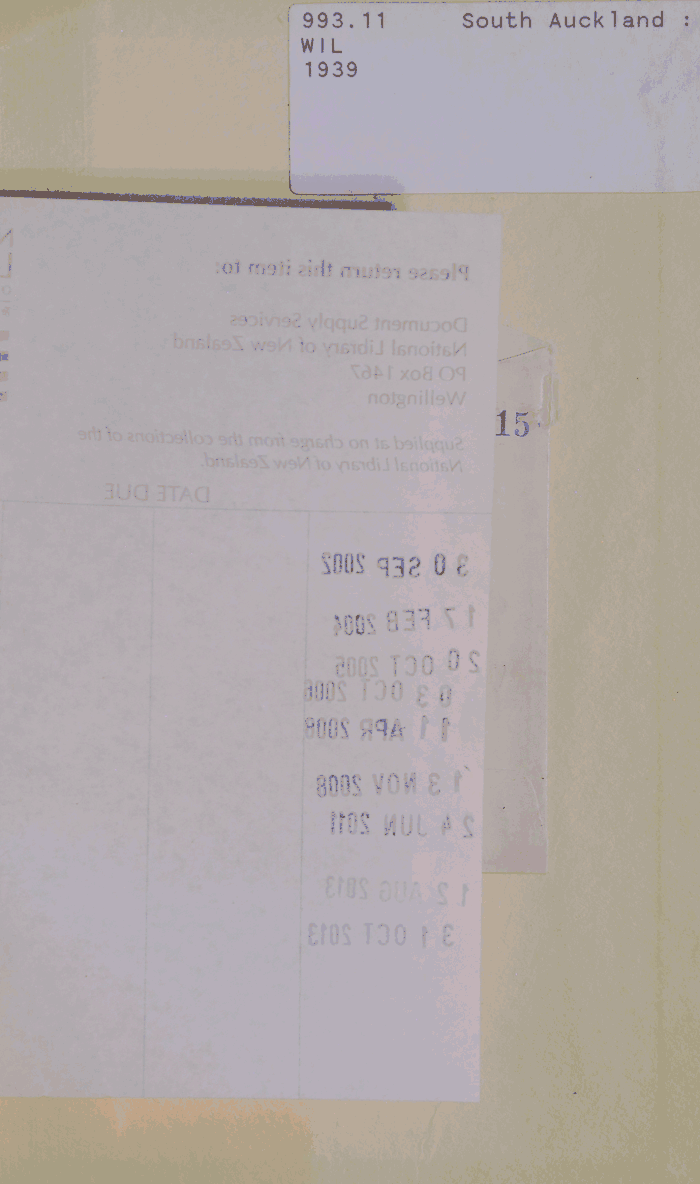 993.11 South Auckland :
WIL
1939
Please return this item to:
Document Supply Services
National Library of New Zealand
PO Box 1467
Wellington
15
Supplied at no charge from the collections of the
National Library of New Zealand.
DATE DUE
3 0 SEP 2002
1 7 FEB 2004
2 0 OCT 2005
0 3 OCT 2006
1 1 APR 2008
1 3 NOV 2008
2 4 JUN 2011
1 2 AUG 2013
3 1 OCT 2013